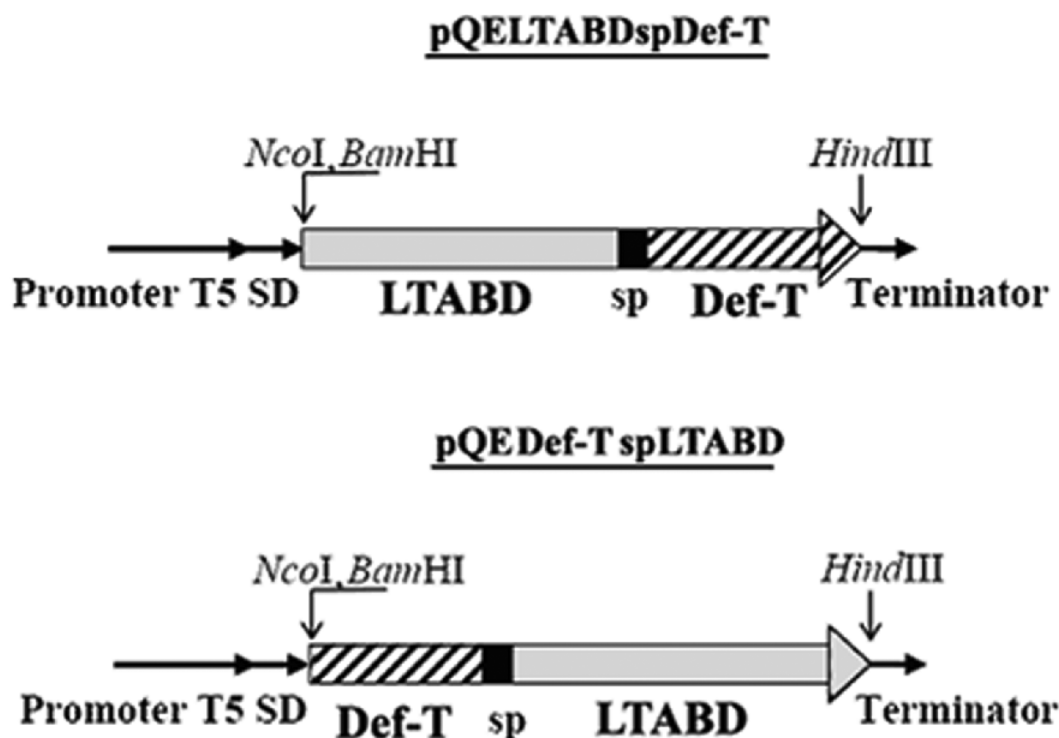 pQELTABDspDef-T
NcoI, BamHI HindIII
Promoter T5 SD LTABD sp Def-T Terminator
pQEDef-T spLTABD
NcoI, BamHI HindIII
Promoter T5 SD Def-T sp LTABD Terminator